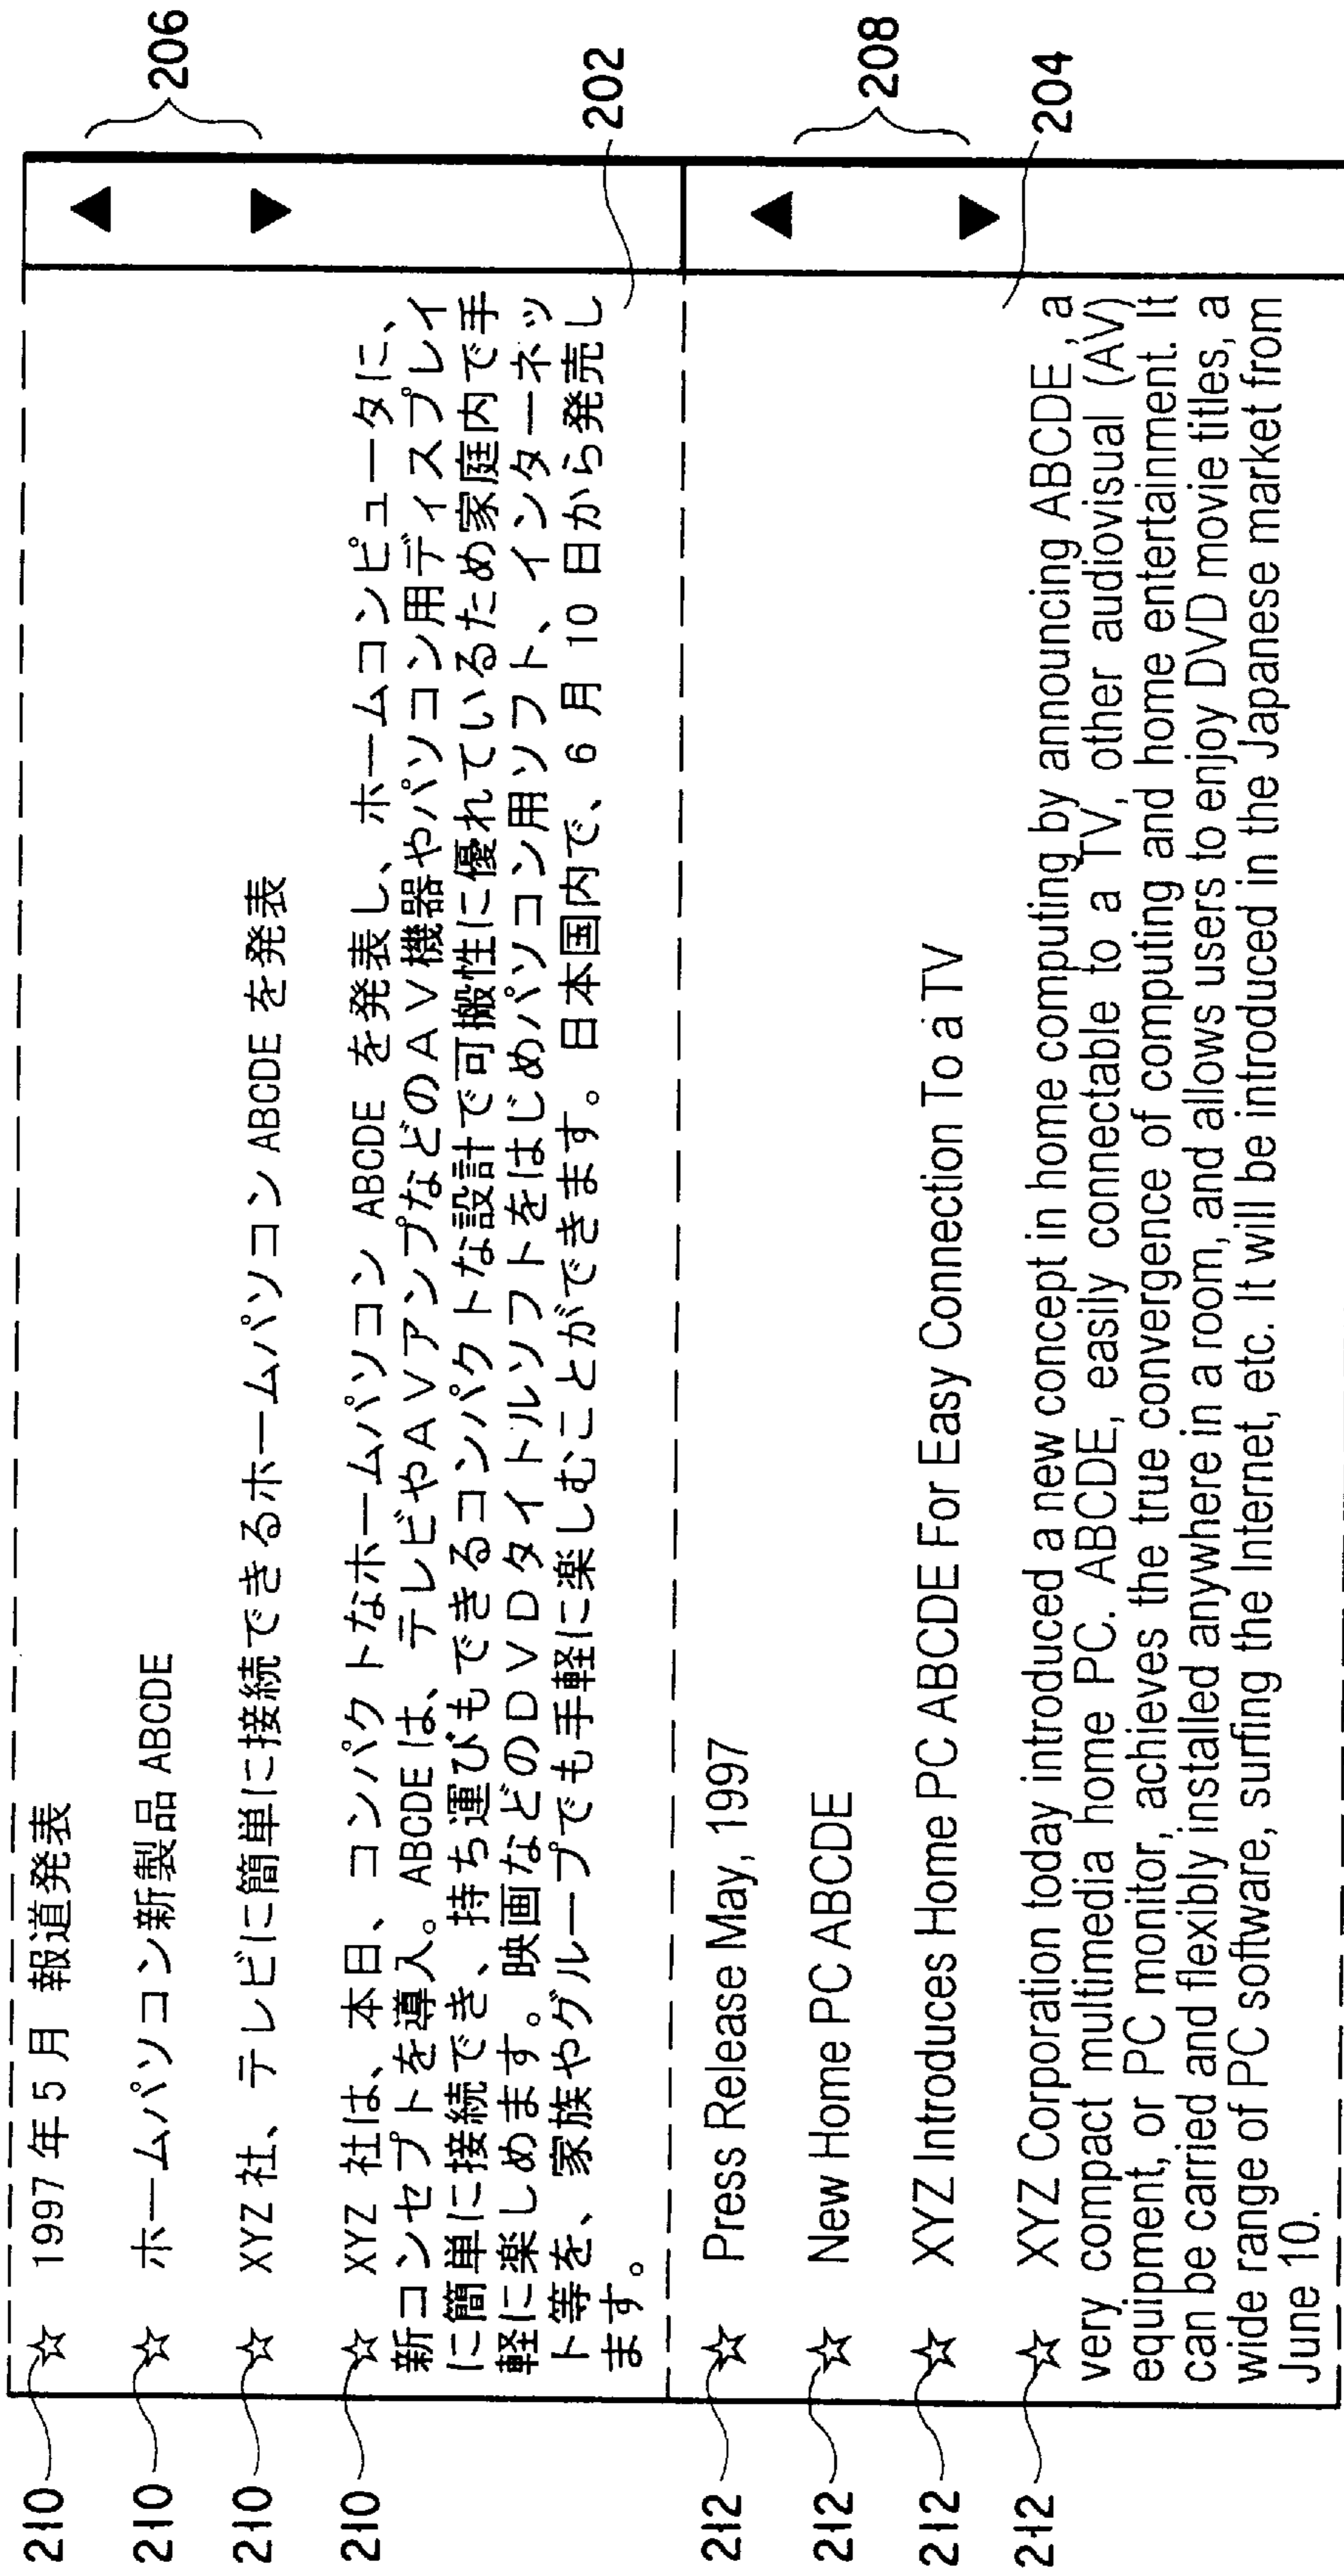 206
210 ☆ 1997 年 5 月 報道発表
210 ☆ ホームパソコン新製品 ABCDE
210 ☆ XYZ 社、テレビに簡単に接続できるホームパソコン ABCDE を発表
210 ☆ XYZ 社は、本日、コンパクトなホームパソコン ABCDE を発表し、ホームコンピュータに、
新コンセプトを導入。ABCDE は、テレビやAVアンプなどのAV機器やパソコン用ディスプレイ
に簡単に接続でき、持ち運びもできるコンパクトな設計で可搬性に優れているため家庭内で手
軽に楽しめます。映画などのDVDタイトルソフトをはじめパソコン用ソフト、インターネッ
ト等を、家族やグループでも手軽に楽しむことができます。日本国内で、6 月 10 日から発売し
ます。
202
208
212 ☆ Press Release May, 1997
212 ☆ New Home PC ABCDE
212 ☆ XYZ Introduces Home PC ABCDE For Easy Connection To a TV
204
212 ☆ XYZ Corporation today introduced a new concept in home computing by announcing ABCDE , a
very compact multimedia home PC. ABCDE, easily connectable to a TV, other audiovisual (AV)
equipment, or PC monitor, achieves the true convergence of computing and home entertainment. It
can be carried and flexibly installed anywhere in a room, and allows users to enjoy DVD movie titles, a
wide range of PC software, surfing the Internet, etc. It will be introduced in the Japanese market from
June 10.